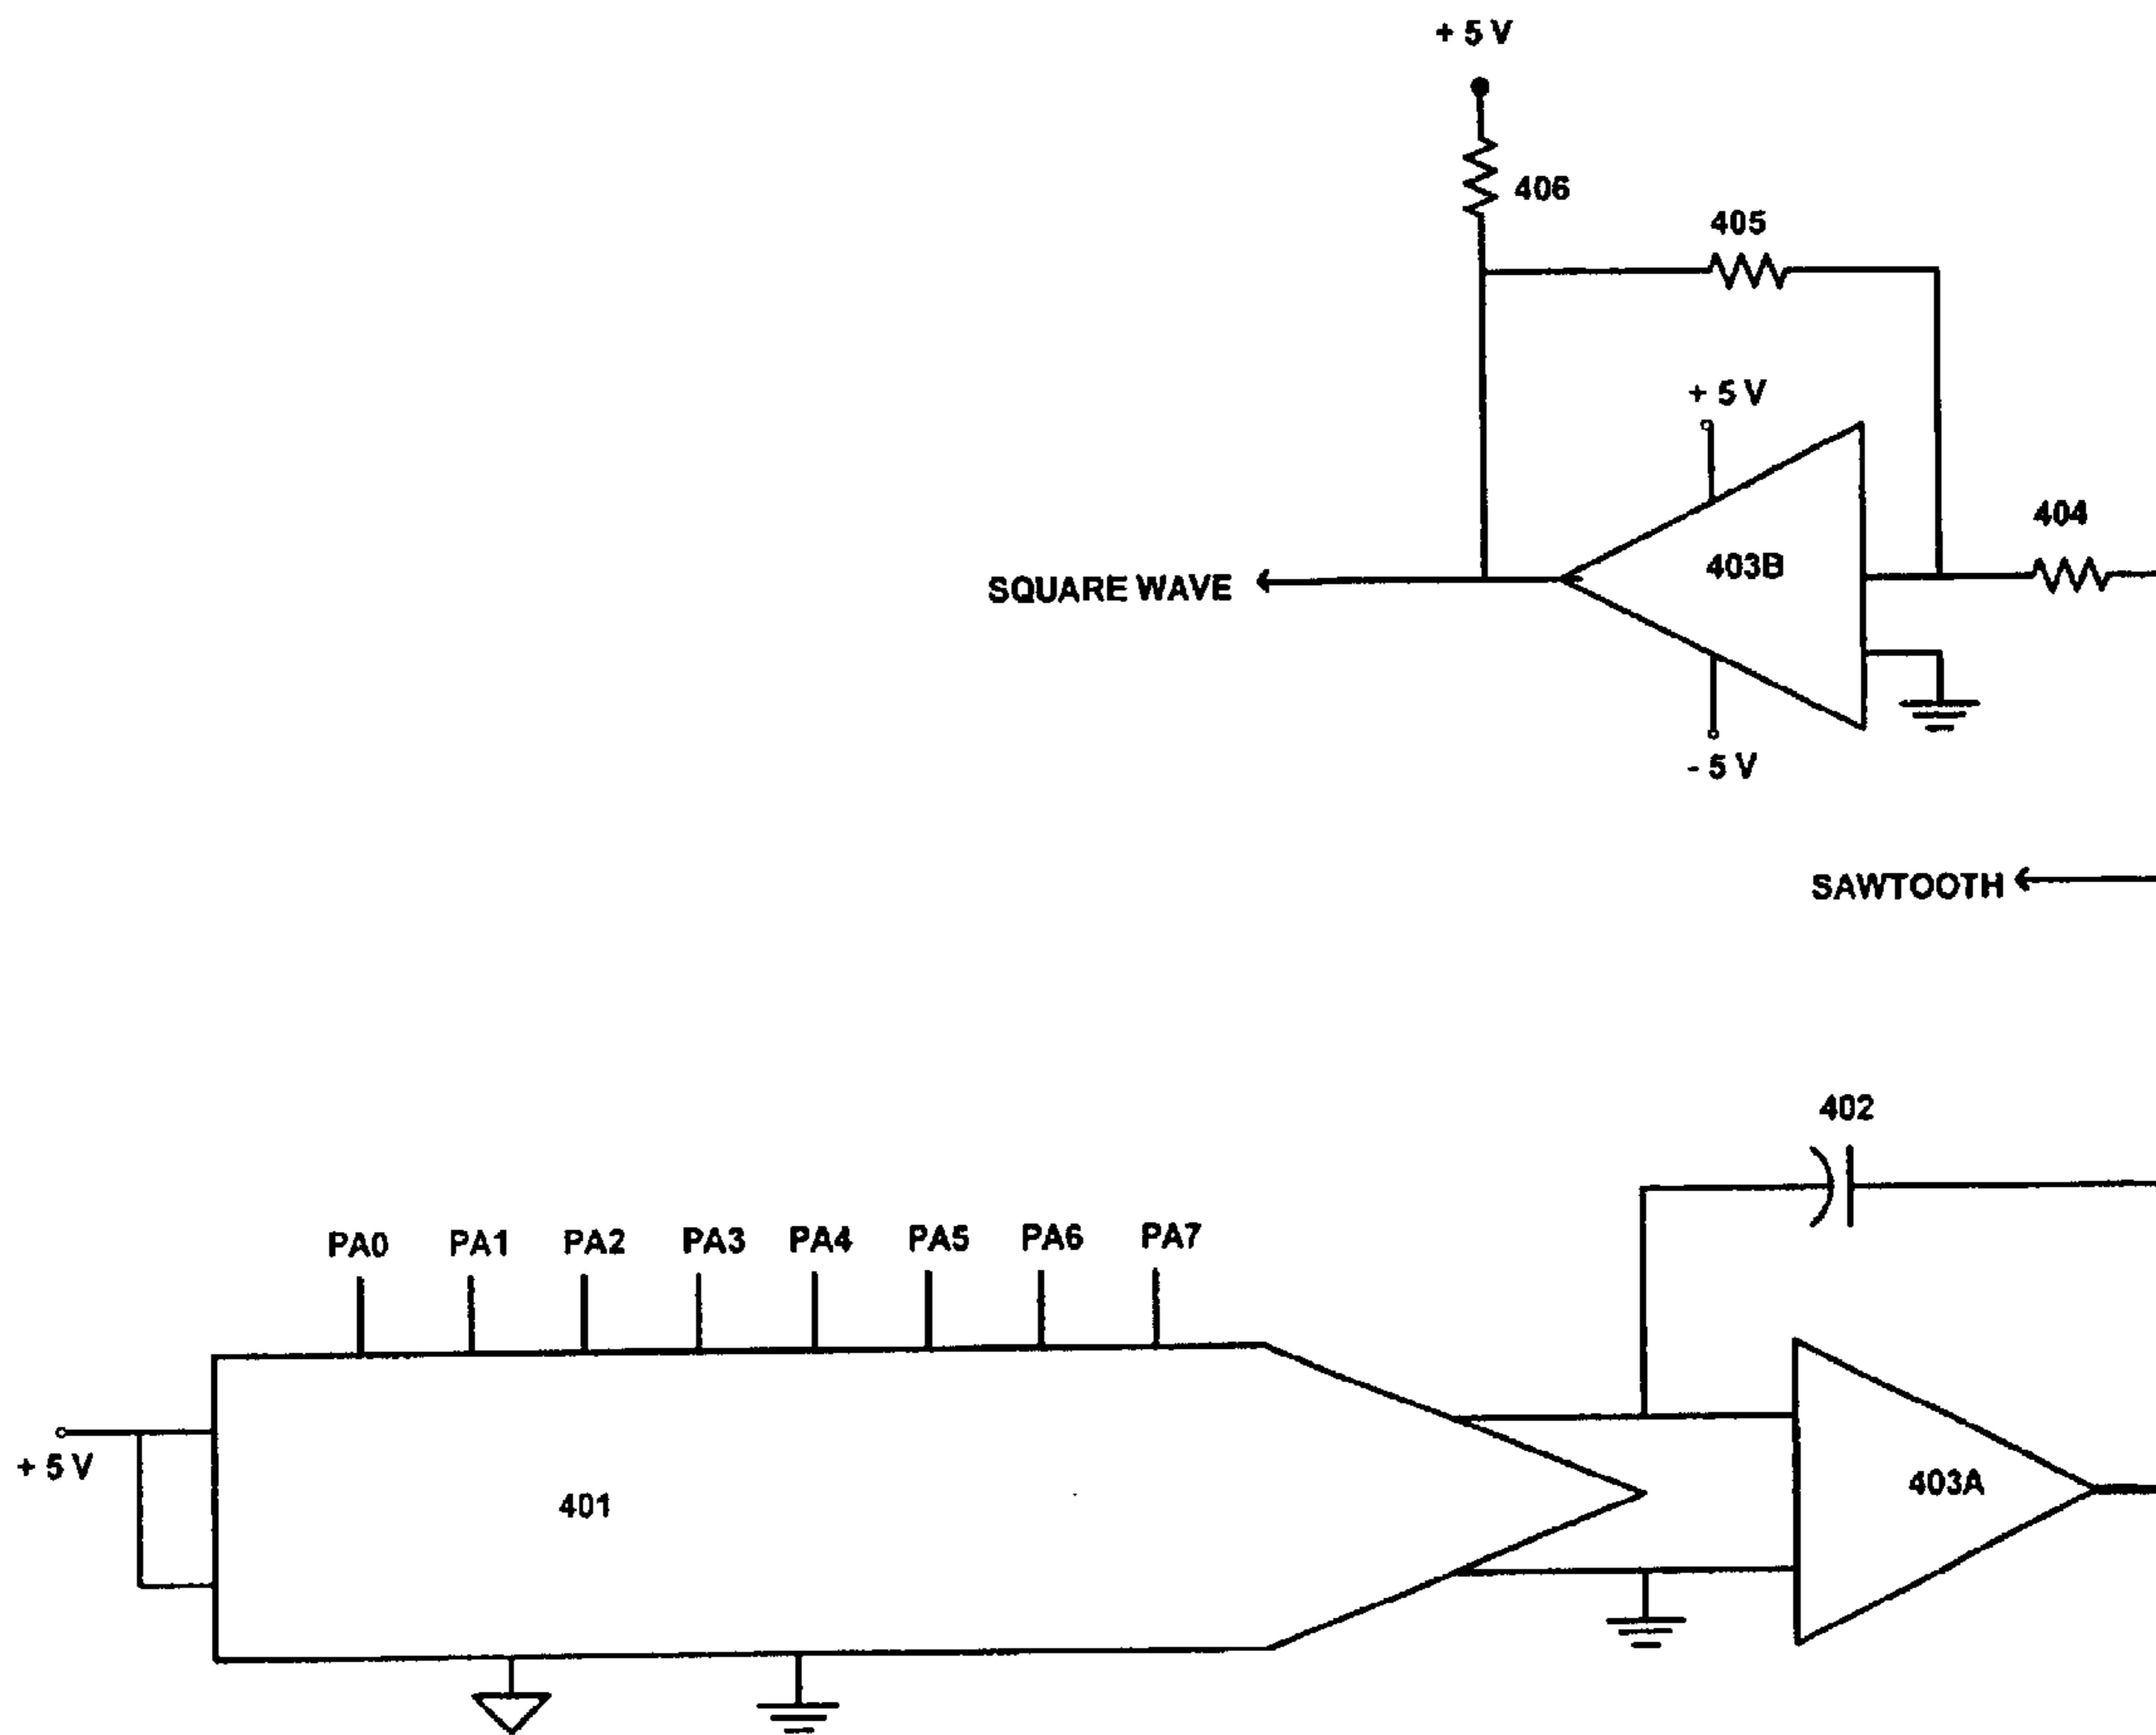 + 5 V
406
405
+ 5 V
404
403B
SQUARE WAVE
- 5 V
SAWTOOTH
402
PA0 PA1 PA2 PA3 PA4 PA5 PA6 PA7
+ 5 V
401
403A